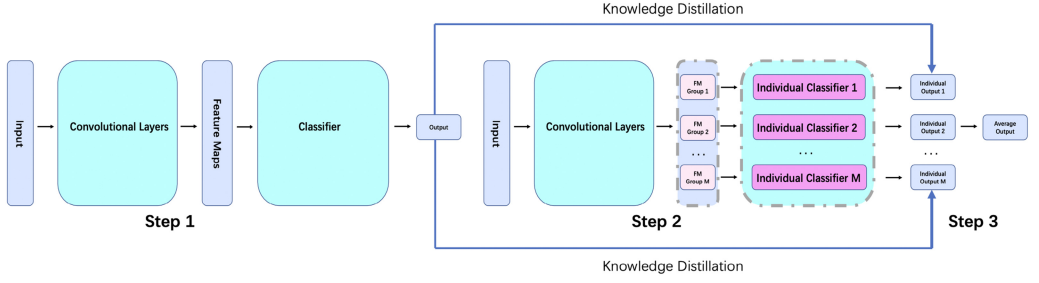 Knowledge Distillation
Input
Convolutional Layers
Feature Maps
Classifier
Output
Step 1
Input
Convolutional Layers
FM
Group 1
FM
Group 2
...
FM
Group M
Individual Classifier 1
Individual Classifier 2
...
Individual Classifier M
Step 2
Individual
Output 1
Individual
Output 2
...
Individual
Output M
Average
Output
Step 3
Knowledge Distillation